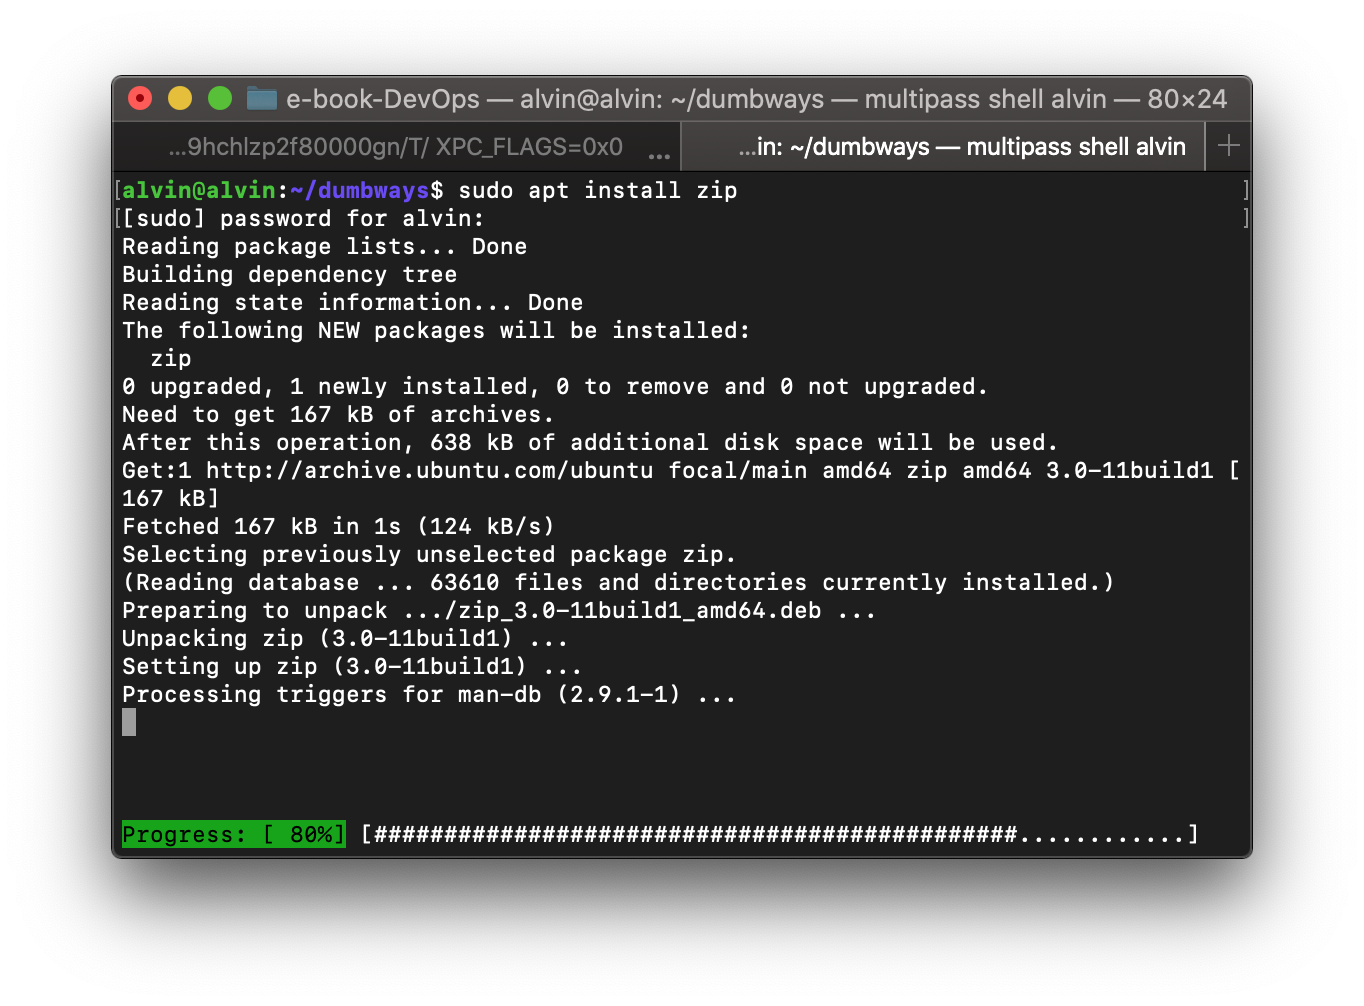 e-book-DevOps — alvin@alvin: ~/dumbways — multipass shell alvin — 80×24
...9hchlzp2f80000gn/T/ XPC_FLAGS=0x0 ...
...in: ~/dumbways — multipass shell alvin +
[alvin@alvin:~/dumbways$ sudo apt install zip ]
[[sudo] password for alvin: ]
Reading package lists... Done
Building dependency tree
Reading state information... Done
The following NEW packages will be installed:
  zip
0 upgraded, 1 newly installed, 0 to remove and 0 not upgraded.
Need to get 167 kB of archives.
After this operation, 638 kB of additional disk space will be used.
Get:1 http://archive.ubuntu.com/ubuntu focal/main amd64 zip amd64 3.0-11build1 [
167 kB]
Fetched 167 kB in 1s (124 kB/s)
Selecting previously unselected package zip.
(Reading database ... 63610 files and directories currently installed.)
Preparing to unpack .../zip_3.0-11build1_amd64.deb ...
Unpacking zip (3.0-11build1) ...
Setting up zip (3.0-11build1) ...
Processing triggers for man-db (2.9.1-1) ...
Progress: [ 80%] [##############################################............]